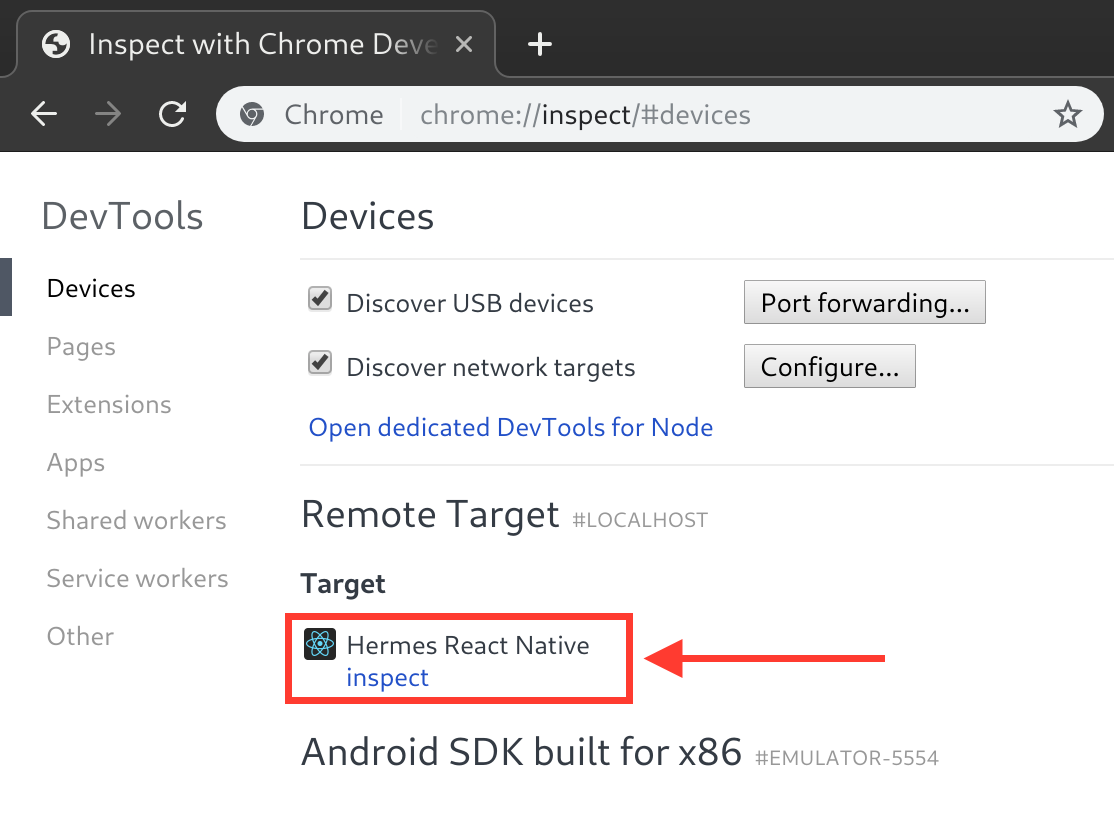 Inspect with Chrome Deve
Chrome
chrome://inspect/#devices
DevTools
Devices
Pages
Extensions
Apps
Shared workers
Service workers
Other
Devices
Discover USB devices
Port forwarding...
Discover network targets
Configure...
Open dedicated DevTools for Node
Remote Target #LOCALHOST
Target
Hermes React Native
inspect
Android SDK built for x86 #EMULATOR-5554